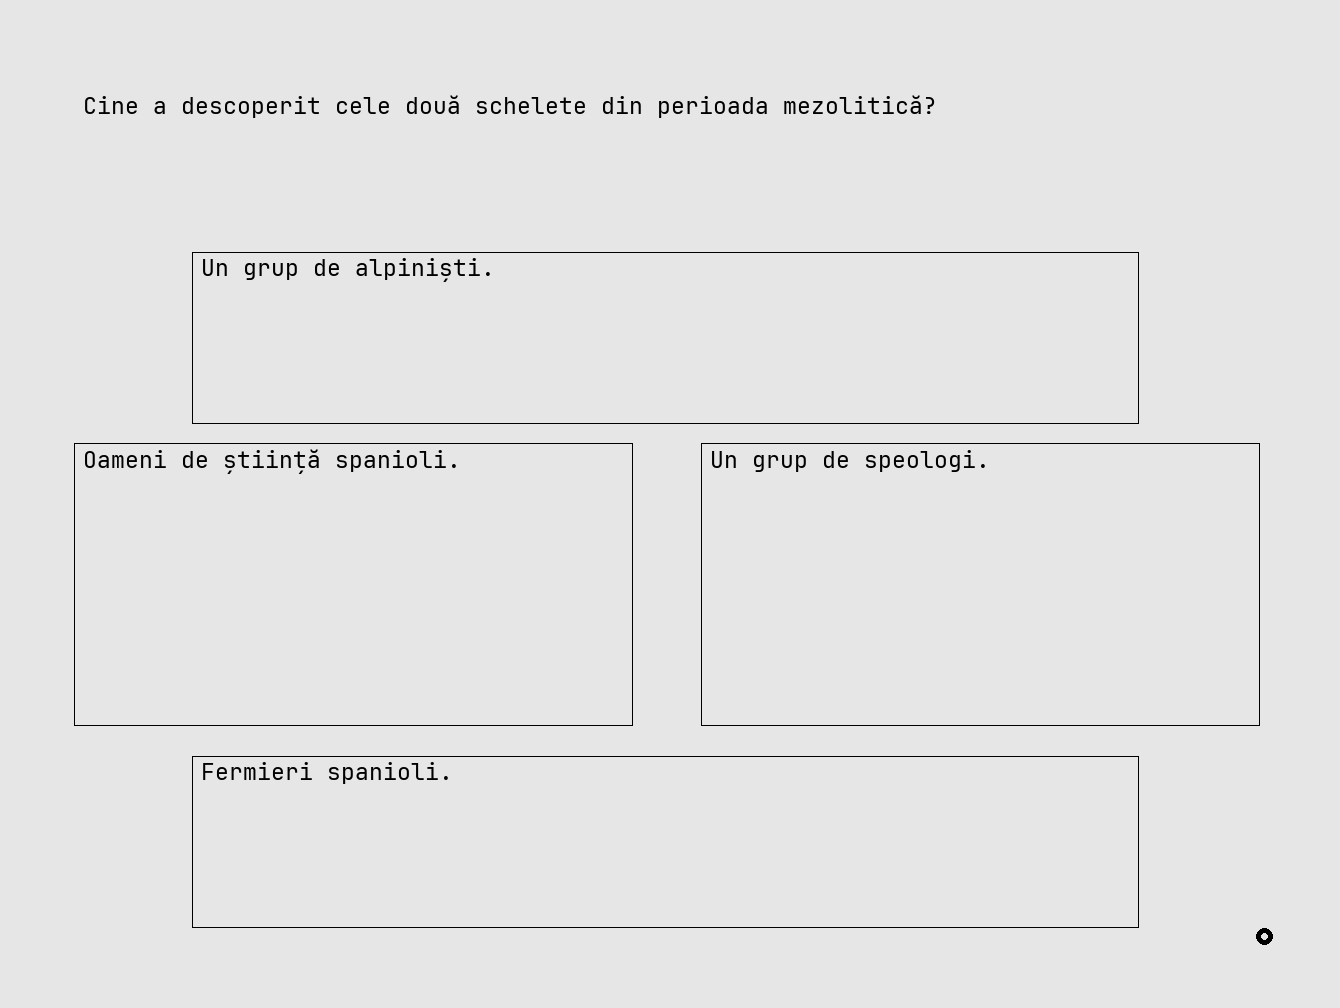 Cine a descoperit cele două schelete din perioada mezolitică?
Un grup de alpiniști.
Oameni de știință spanioli.
Un grup de speologi.
Fermieri spanioli.